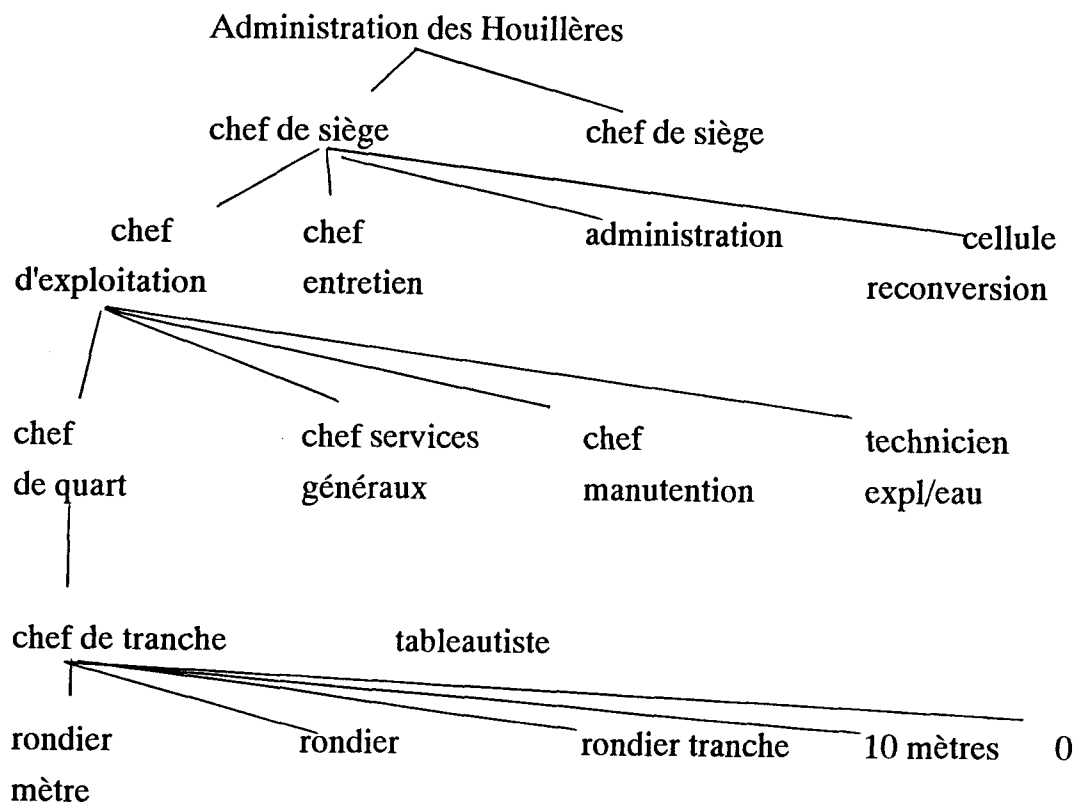 Administration des Houillères
chef de siège chef de siège
chef chef administration cellule
d'exploitation entretien reconversion
chef chef services chef technicien
de quart généraux manutention expl/eau
chef de tranche tableautiste
rondier rondier rondier tranche 10 mètres 0
mètre